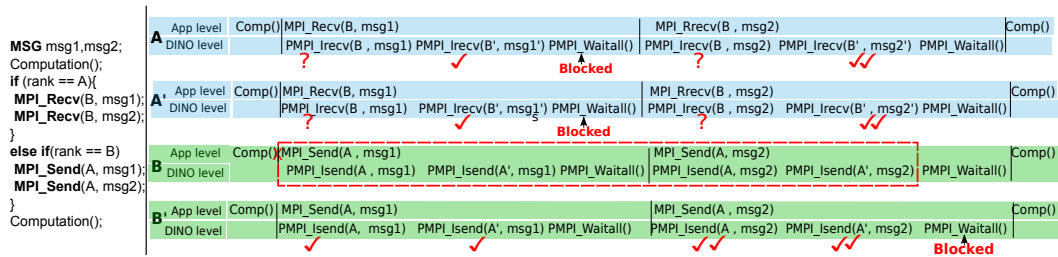 MSG msg1,msg2;
Computation();
if (rank == A){
MPI_Recv(B, msg1);
MPI_Recv(B, msg2);
}
else if(rank == B)
MPI_Send(A, msg1);
MPI_Send(A, msg2);
}
Computation();
A App level Comp() MPI_Recv(B, msg1) MPI_Rrecv(B, msg2) Comp()
DINO level PMPI_Irecv(B , msg1) PMPI_Irecv(B', msg1') PMPI_Waitall() PMPI_Irecv(B, msg2) PMPI_Irecv(B' , msg2') PMPI_Waitall()
? ✓ Blocked ? ✓✓
A' App level Comp() MPI_Recv(B, msg1) MPI_Rrecv(B, msg2) Comp()
DINO level PMPI_Irecv(B, msg1) PMPI_Irecv(B', msg1') PMPI_Waitall() PMPI_Irecv(B, msg2) PMPI_Irecv(B' , msg2') PMPI_Waitall()
? ✓ s Blocked ? ✓✓
B App level Comp() MPI_Send(A , msg1) MPI_Send(A, msg2) Comp()
DINO level PMPI_Isend(A , msg1) PMPI_Isend(A', msg1) PMPI_Waitall() PMPI_Isend(A, msg2) PMPI_Isend(A', msg2) PMPI_Waitall()
B' App level Comp() MPI_Send(A, msg1) MPI_Send(A , msg2) Comp()
DINO level PMPI_Isend(A, msg1) PMPI_Isend(A', msg1) PMPI_Waitall() PMPI_Isend(A, msg2) PMPI_Isend(A', msg2) PMPI_Waitall()
✓ ✓ ✓✓ ✓✓ Blocked